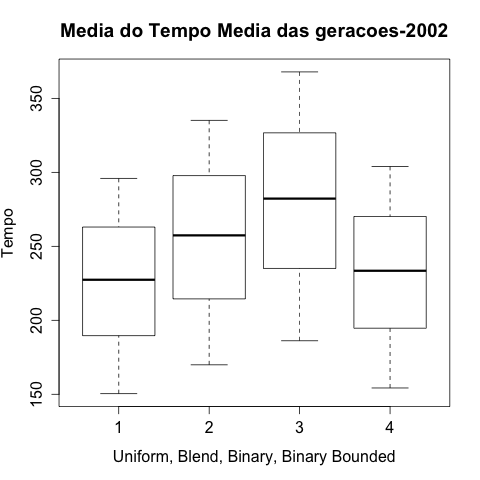 Media do Tempo Media das geracoes-2002
Tempo
350
300
250
200
150
1 2 3 4
Uniform, Blend, Binary, Binary Bounded